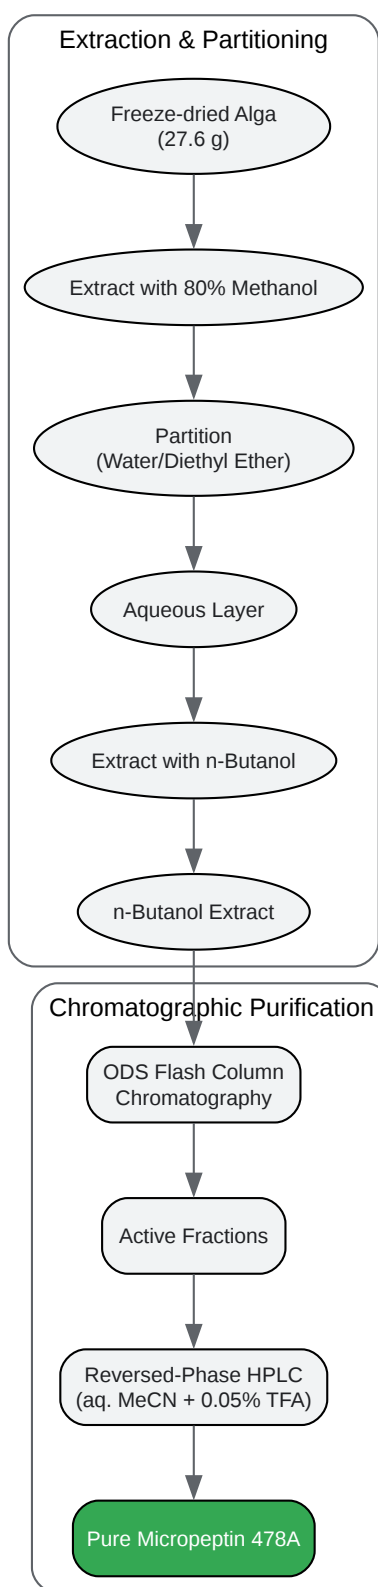 Extraction & Partitioning
Freeze-dried Alga
(27.6 g)
Extract with 80% Methanol
Partition
(Water/Diethyl Ether)
Aqueous Layer
Extract with n-Butanol
n-Butanol Extract
Chromatographic Purification
ODS Flash Column
Chromatography
Active Fractions
Reversed-Phase HPLC
(aq. MeCN + 0.05% TFA)
Pure Micropeptin 478A